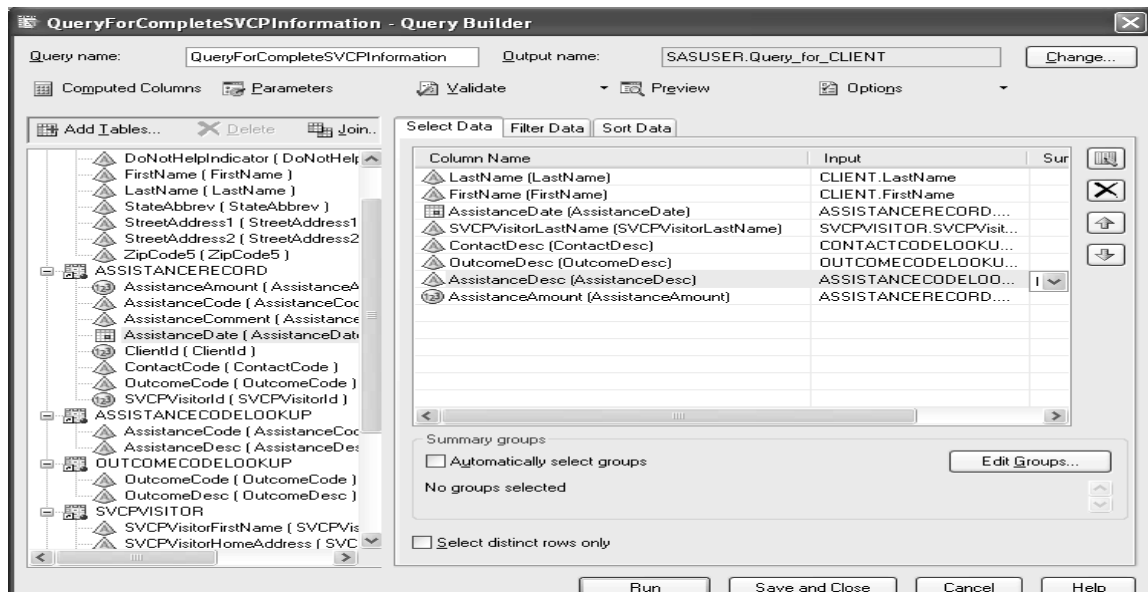 QueryForCompleteSVCPInformation - Query Builder
Query name: QueryForCompleteSVCPInformation Output name: SASUSER.Query_for_CLIENT Change...
Computed Columns Parameters Validate Preview Options
Add Tables... Delete Join..
DoNotHelpIndicator ( DoNotHelp
FirstName ( FirstName )
LastName ( LastName )
StateAbbrev ( StateAbbrev )
StreetAddress1 ( StreetAddress1
StreetAddress2 ( StreetAddress2
ZipCode5 ( ZipCode5 )
ASSISTANCERECORD
AssistanceAmount ( AssistanceA
AssistanceCode ( AssistanceCoc
AssistanceComment ( Assistance
AssistanceDate ( AssistanceDat
ClientId ( ClientId )
ContactCode ( ContactCode )
OutcomeCode ( OutcomeCode )
SVCPVisitorId ( SVCPVisitorId )
ASSISTANCECODELOOKUP
AssistanceCode ( AssistanceCoc
AssistanceDesc ( AssistanceDes
OUTCOMECODELOOKUP
OutcomeCode ( OutcomeCode )
OutcomeDesc ( OutcomeDesc )
SVCPVISITOR
SVCPVisitorFirstName ( SVCPVis
SVCPVisitorHomeAddress ( SVC
Select Data Filter Data Sort Data
Column Name Input Sur
LastName (LastName) CLIENT.LastName
FirstName (FirstName) CLIENT.FirstName
AssistanceDate (AssistanceDate) ASSISTANCERECORD....
SVCPVisitorLastName (SVCPVisitorLastName) SVCPVISITOR.SVCPVisit...
ContactDesc (ContactDesc) CONTACTCODELOOKU...
OutcomeDesc (OutcomeDesc) OUTCOMECODELOOKU...
AssistanceDesc (AssistanceDesc) ASSISTANCECODELOO...
AssistanceAmount (AssistanceAmount) ASSISTANCERECORD....
Summary groups
Automatically select groups Edit Groups...
No groups selected
Select distinct rows only
Run Save and Close Cancel Help